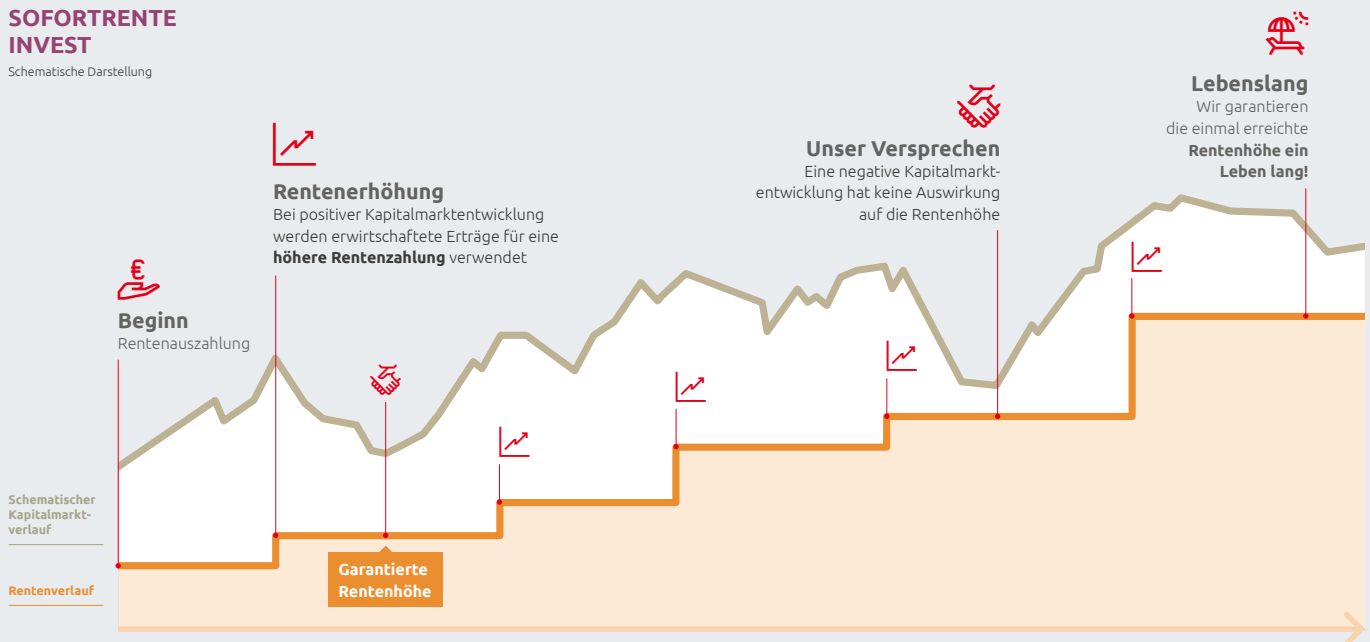 SOFORTRENTE
INVEST
Schematische Darstellung
Beginn
Rentenauszahlung
Rentenerhöhung
Bei positiver Kapitalmarktentwicklung
werden erwirtschaftete Erträge für eine
höhere Rentenzahlung verwendet
Unser Versprechen
Eine negative Kapitalmarkt-
entwicklung hat keine Auswirkung
auf die Rentenhöhe
Lebenslang
Wir garantieren
die einmal erreichte
Rentenhöhe ein
Leben lang!
Schematischer
Kapitalmarkt-
verlauf
Rentenverlauf
Garantierte
Rentenhöhe